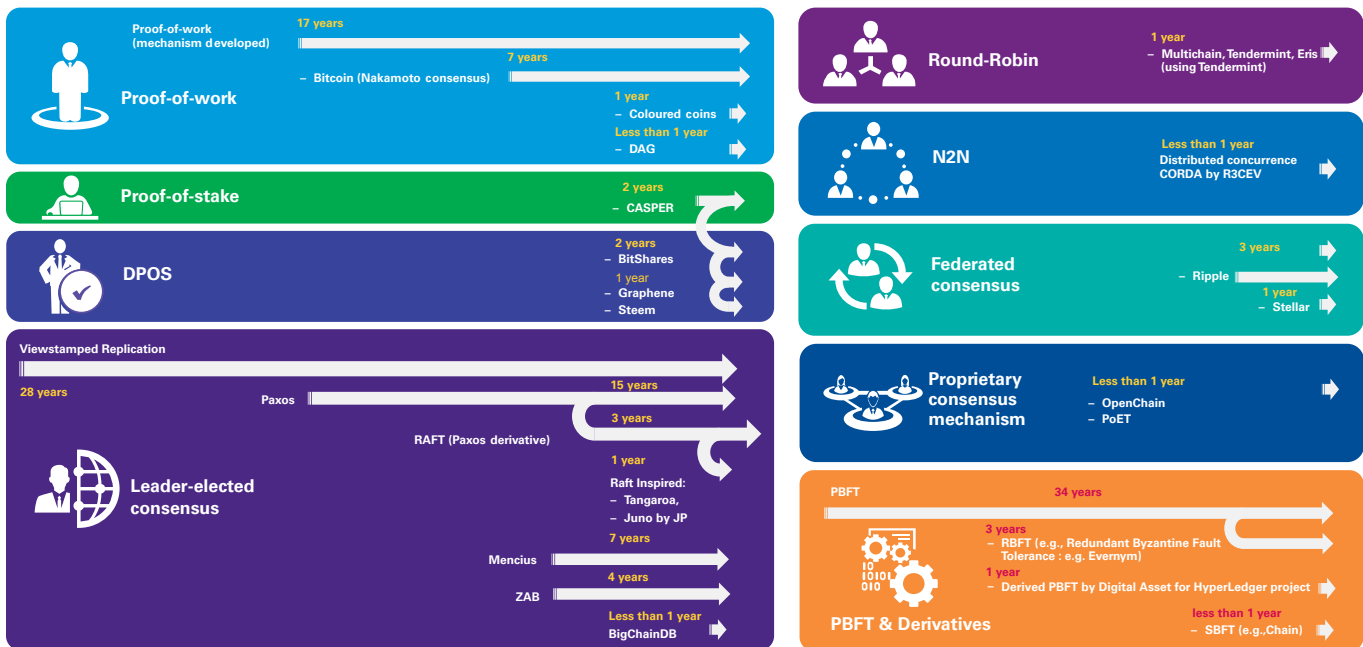 Proof-of-work
(mechanism developed)
17 years
7 years
– Bitcoin (Nakamoto consensus)
Proof-of-work
1 year
– Coloured coins
Less than 1 year
– DAG
Proof-of-stake
2 years
– CASPER
DPOS
2 years
– BitShares
1 year
– Graphene
– Steem
Viewstamped Replication
28 years
15 years
Paxos
3 years
RAFT (Paxos derivative)
1 year
Raft Inspired:
– Tangaroa,
– Juno by JP
Leader-elected
consensus
7 years
Mencius
4 years
ZAB
Less than 1 year
BigChainDB
Round-Robin
1 year
– Multichain, Tendermint, Eris
(using Tendermint)
N2N
Less than 1 year
Distributed concurrence
CORDA by R3CEV
Federated
consensus
3 years
– Ripple
1 year
– Stellar
Proprietary
consensus
mechanism
Less than 1 year
– OpenChain
– PoET
PBFT
34 years
3 years
– RBFT (e.g., Redundant Byzantine Fault
Tolerance : e.g. Evernym)
1 year
– Derived PBFT by Digital Asset for HyperLedger project
10
10101
010
PBFT & Derivatives
less than 1 year
– SBFT (e.g.,Chain)